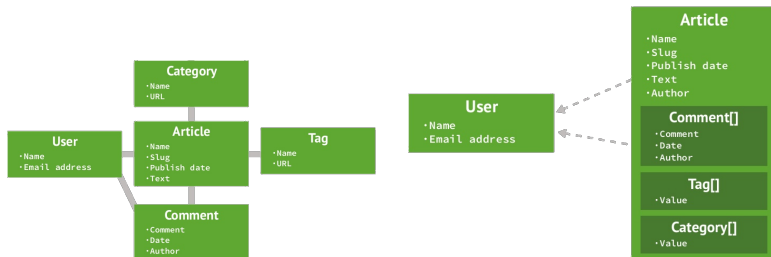 Category
·Name
·URL
User
·Name
·Email address
Article
·Name
·Slug
·Publish date
·Text
Tag
·Name
·URL
Comment
·Comment
·Date
·Author
User
·Name
·Email address
Article
·Name
·Slug
·Publish date
·Text
·Author
Comment[]
·Comment
·Date
·Author
Tag[]
·Value
Category[]
·Value